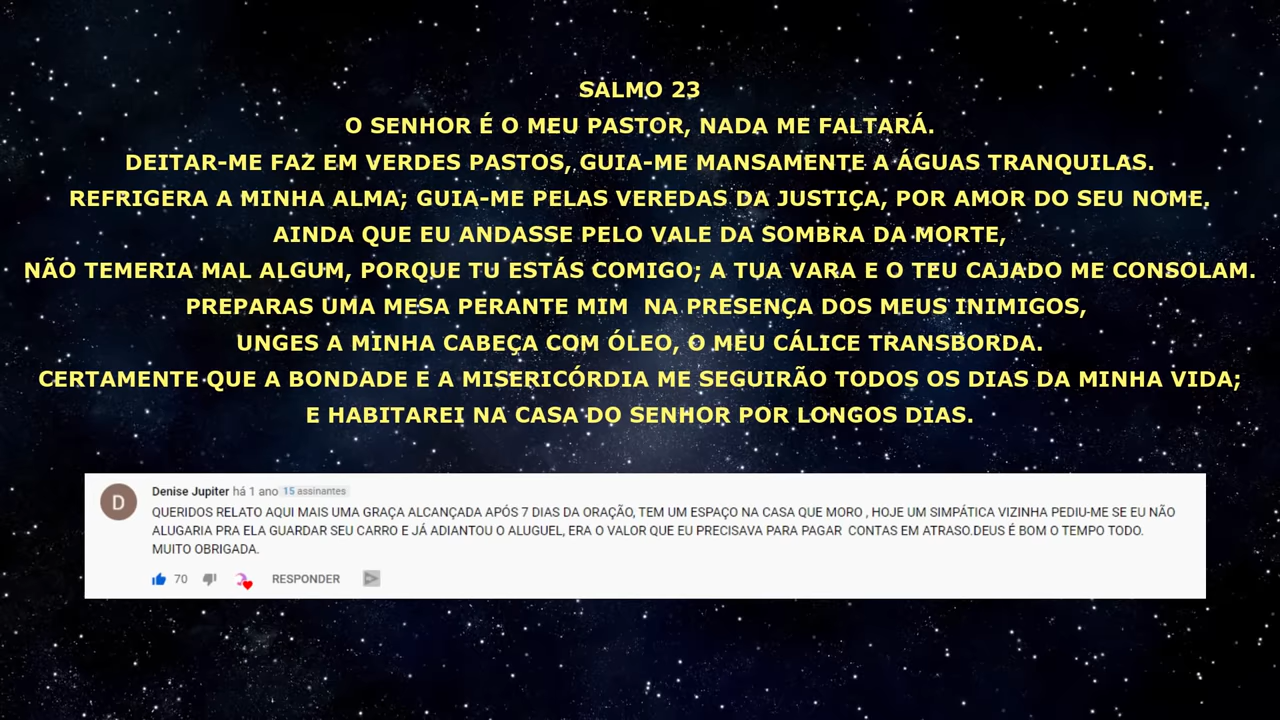 SALMO 23
O SENHOR É O MEU PASTOR, NADA ME FALTARÁ.
DEITAR-ME FAZ EM VERDES PASTOS, GUIA-ME MANSAMENTE A ÁGUAS TRANQUILAS.
REFRIGERA A MINHA ALMA; GUIA-ME PELAS VEREDAS DA JUSTIÇA, POR AMOR DO SEU NOME.
AINDA QUE EU ANDASSE PELO VALE DA SOMBRA DA MORTE,
NÃO TEMERIA MAL ALGUM, PORQUE TU ESTÁS COMIGO; A TUA VARA E O TEU CAJADO ME CONSOLAM.
PREPARAS UMA MESA PERANTE MIM  NA PRESENÇA DOS MEUS INIMIGOS,
UNGES A MINHA CABEÇA COM ÓLEO, O MEU CÁLICE TRANSBORDA.
CERTAMENTE QUE A BONDADE E A MISERICÓRDIA ME SEGUIRÃO TODOS OS DIAS DA MINHA VIDA;
E HABITAREI NA CASA DO SENHOR POR LONGOS DIAS.
D
Denise Jupiter há 1 ano 15 assinantes
QUERIDOS RELATO AQUI MAIS UMA GRAÇA ALCANÇADA APÓS 7 DIAS DA ORAÇÃO, TEM UM ESPAÇO NA CASA QUE MORO , HOJE UM SIMPÁTICA VIZINHA PEDIU-ME SE EU NÃO
ALUGARIA PRA ELA GUARDAR SEU CARRO E JÁ ADIANTOU O ALUGUEL, ERA O VALOR QUE EU PRECISAVA PARA PAGAR  CONTAS EM ATRASO.DEUS É BOM O TEMPO TODO.
MUITO OBRIGADA.
70 RESPONDER